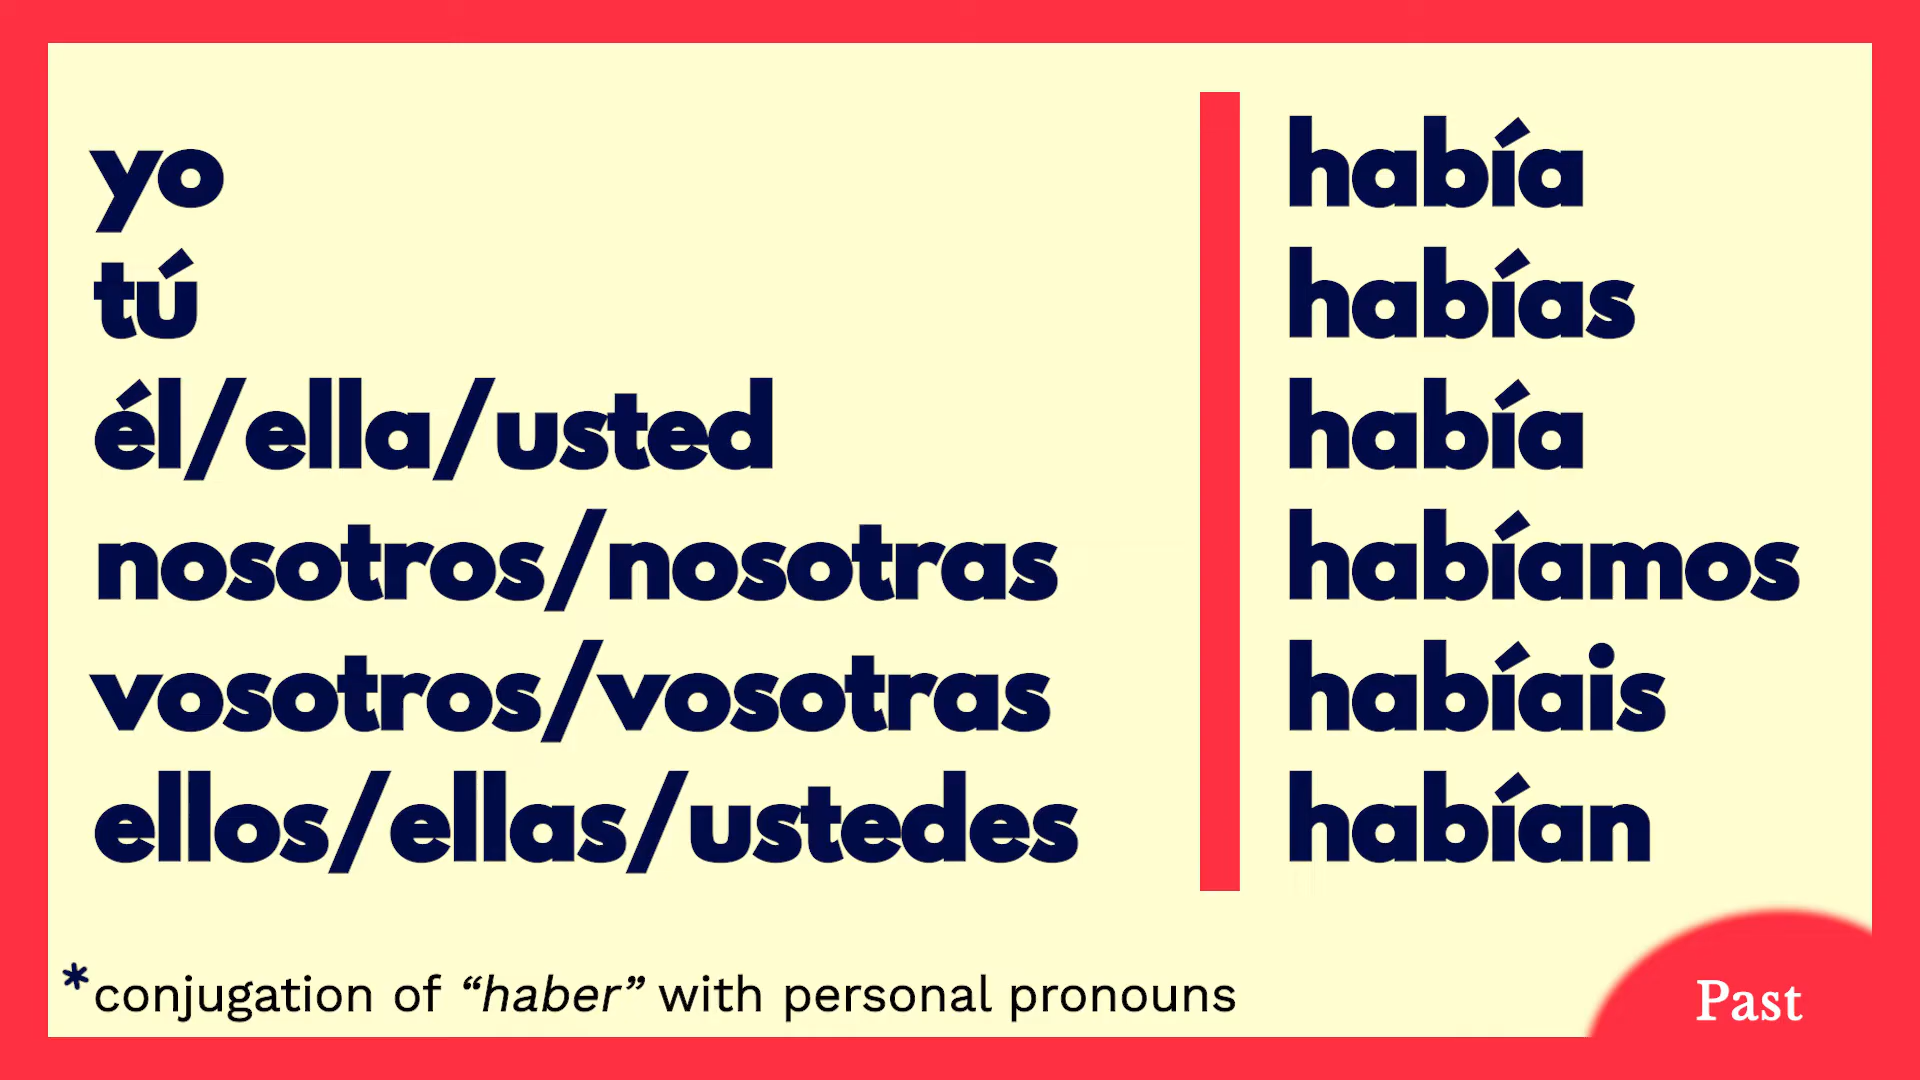 yo había
tú habías
él/ella/usted había
nosotros/nosotras habíamos
vosotros/vosotras habíais
ellos/ellas/ustedes habían
*conjugation of “haber” with personal pronouns
Past